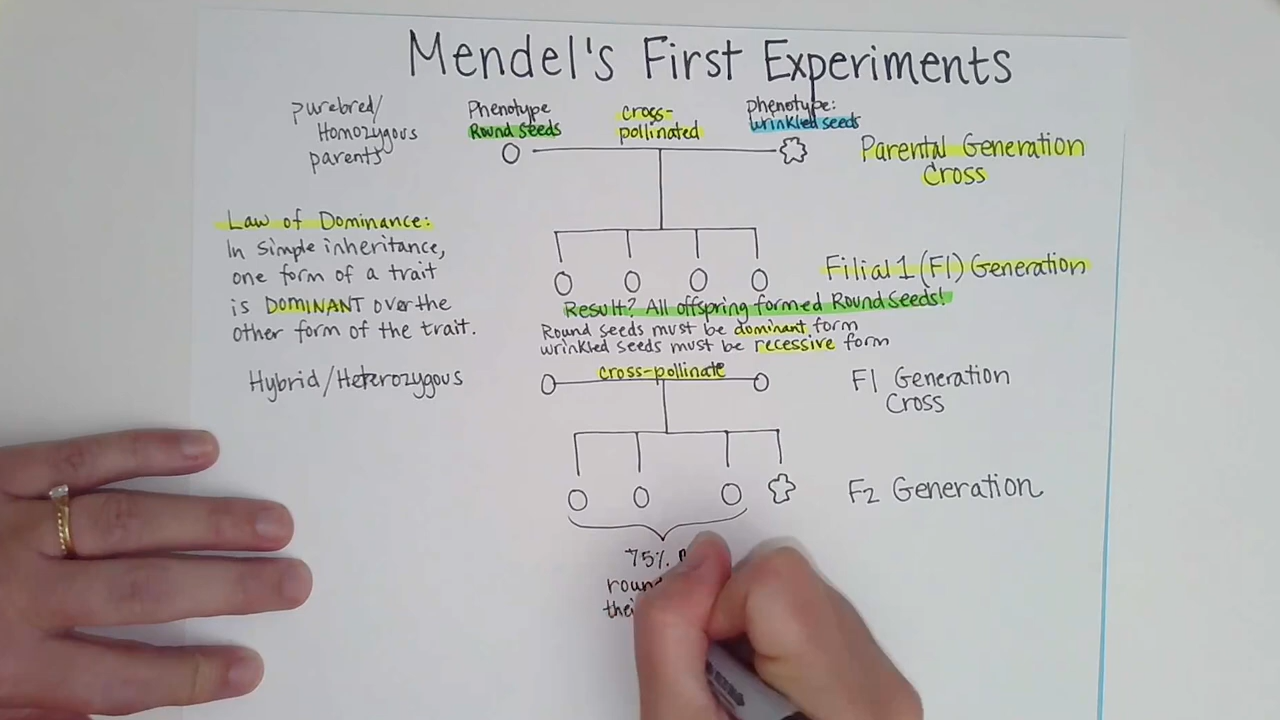 Mendel's First Experiments
purebred/
Homozygous
parents
Phenotype
Round Seeds
cross-
pollinated
phenotype:
wrinkled seeds
Parental Generation
Cross
Law of Dominance:
In simple inheritance,
one form of a trait
is DOMINANT over the
other form of the trait.
Filial 1 (F1) Generation
Result? All offspring formed Round Seeds!
Round seeds must be dominant form
wrinkled seeds must be recessive form
Hybrid/Heterozygous
cross-pollinate
F1 Generation
Cross
F2 Generation
75%